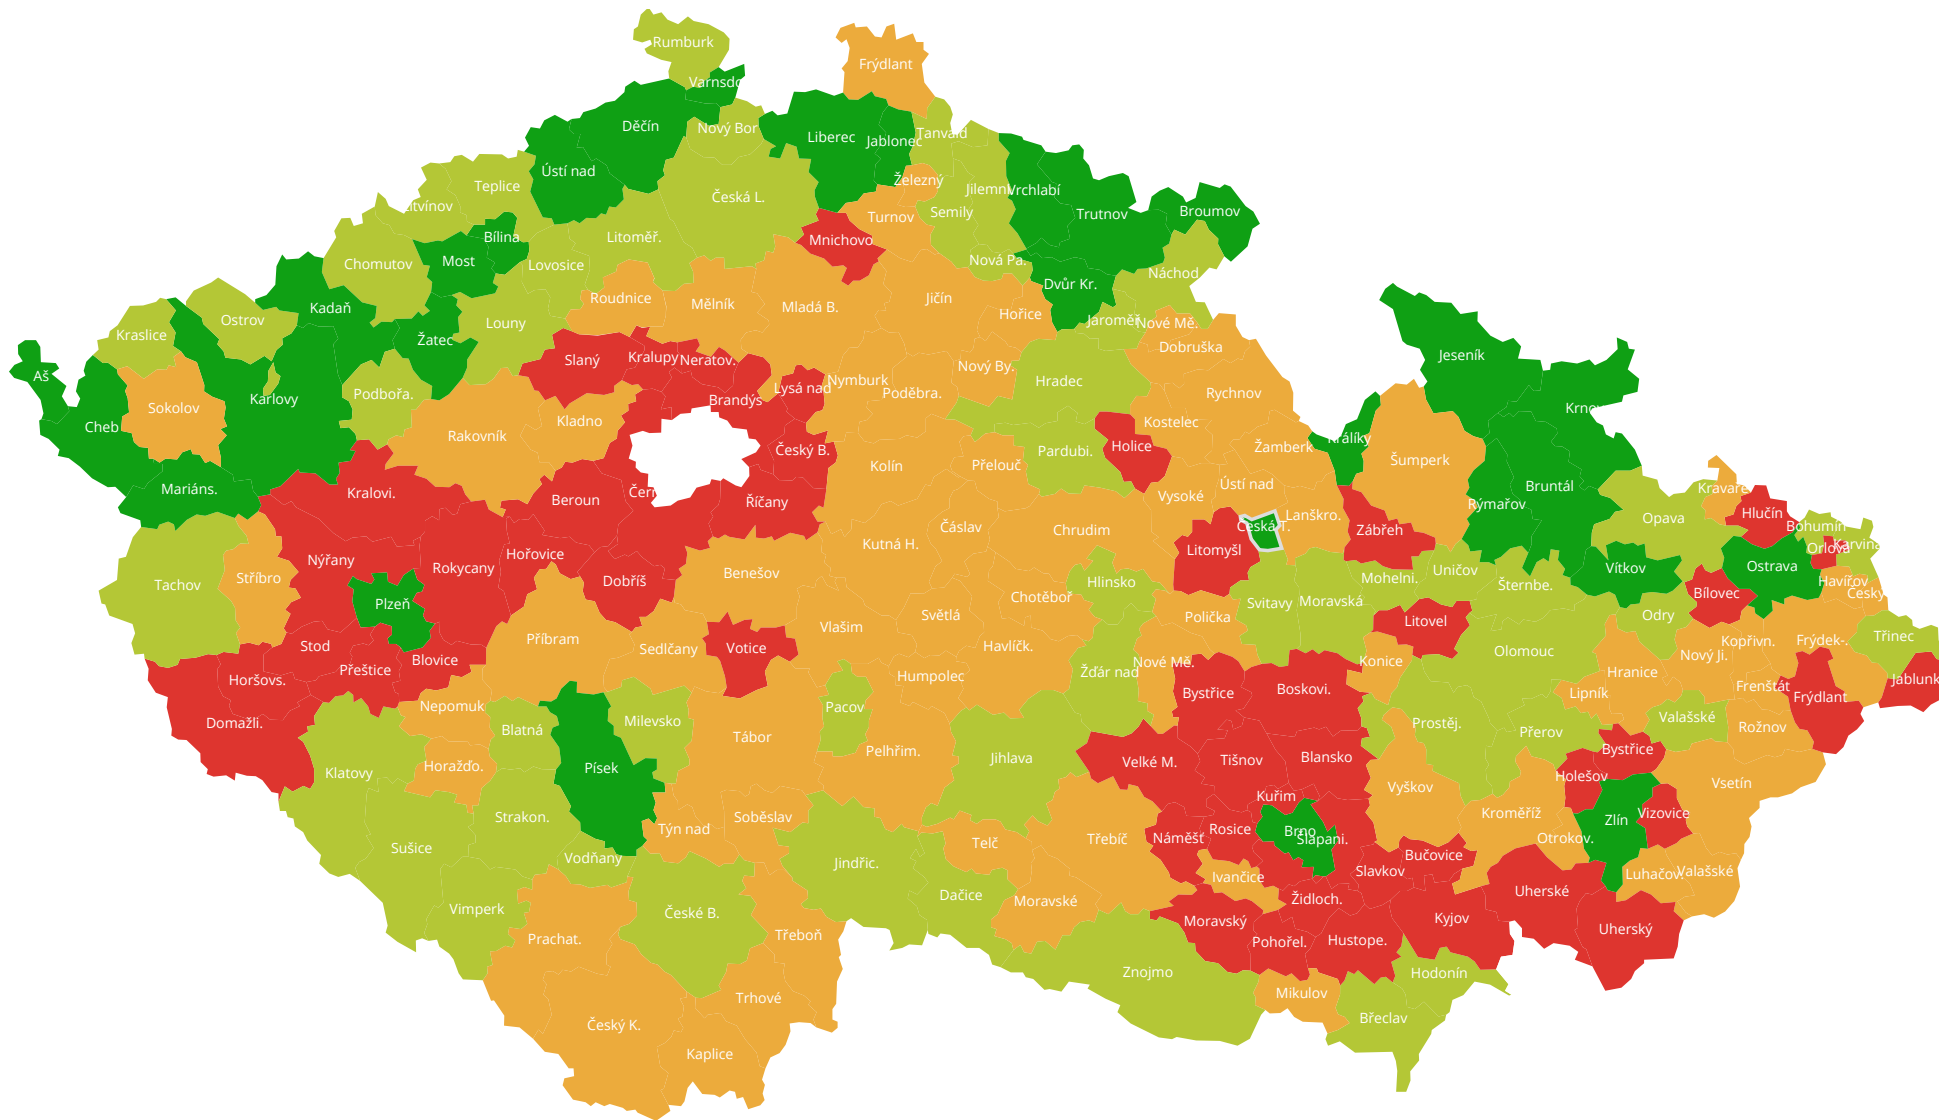 Rumburk
Frýdlant
Varnsdo
Děčín
Nový Bor
Liberec
Jablonec
Tanvald
Ústí nad
Teplice
Česká L.
Železný
Jilemni
Vrchlabí
Litvínov
Semily
Turnov
Trutnov
Broumov
Bílina
Litoměř.
Mnichovo
Most
Chomutov
Lovosice
Nová Pa.
Náchod
Dvůr Kr.
Roudnice
Mělník
Mladá B.
Jičín
Kadaň
Hořice
Ostrov
Louny
Jaroměř
Nové Mě.
Kraslice
Žatec
Dobruška
Slaný
Kralupy
Neratov.
Jeseník
Aš
Nový By.
Nymburk
Hradec
Lysá nad
Poděbra.
Podbořa.
Rychnov
Karlovy
Brandýs
Sokolov
Krnov
Cheb
Kladno
Kostelec
Rakovník
Králíky
Holice
Žamberk
Český B.
Pardubi.
Šumperk
Přelouč
Kolín
Mariáns.
Kralovi.
Ústí nad
Bruntál
Kravaře
Beroun
Čern
Říčany
Vysoké
Rýmařov
Hlučín
Lanškro.
Opava
Česká T.
Bohumín
Čáslav
Chrudim
Zábřeh
Kutná H.
Karviná
Orlová
Litomyšl
Hořovice
Nýřany
Rokycany
Ostrava
Vítkov
Benešov
Stříbro
Mohelni.
Uničov
Dobříš
Hlinsko
Havířov
Tachov
Šternbe.
Český
Bílovec
Chotěboř
Moravská
Plzeň
Svitavy
Světlá
Odry
Polička
Litovel
Vlašim
Příbram
Třinec
Kopřivn.
Frýdek-.
Stod
Havlíčk.
Votice
Sedlčany
Olomouc
Nový Ji.
Blovice
Konice
Nové Mě.
Přeštice
Žďár nad
Hranice
Humpolec
Horšovs.
Jablunk
Frenštát
Boskovi.
Bystřice
Lipník
Frýdlant
Nepomuk
Pacov
Valašské
Domažli.
Milevsko
Prostěj.
Rožnov
Blatná
Přerov
Tábor
Bystřice
Pelhřim.
Jihlava
Blansko
Tišnov
Velké M.
Horažďo.
Písek
Klatovy
Holešov
Vsetín
Vyškov
Kuřim
Vizovice
Kroměříž
Strakon.
Soběslav
Zlín
Týn nad
Rosice
Brno
Třebíč
Náměšť
Šlapani.
Otrokov.
Telč
Sušice
Bučovice
Vodňany
Jindřic.
Slavkov
Valašské
Luhačov.
Ivančice
Uherské
Dačice
Židloch.
Moravské
Vimperk
České B.
Kyjov
Moravský
Uherský
Třeboň
Prachat.
Hustope.
Pohořel.
Znojmo
Hodonín
Mikulov
Trhové
Břeclav
Český K.
Kaplice